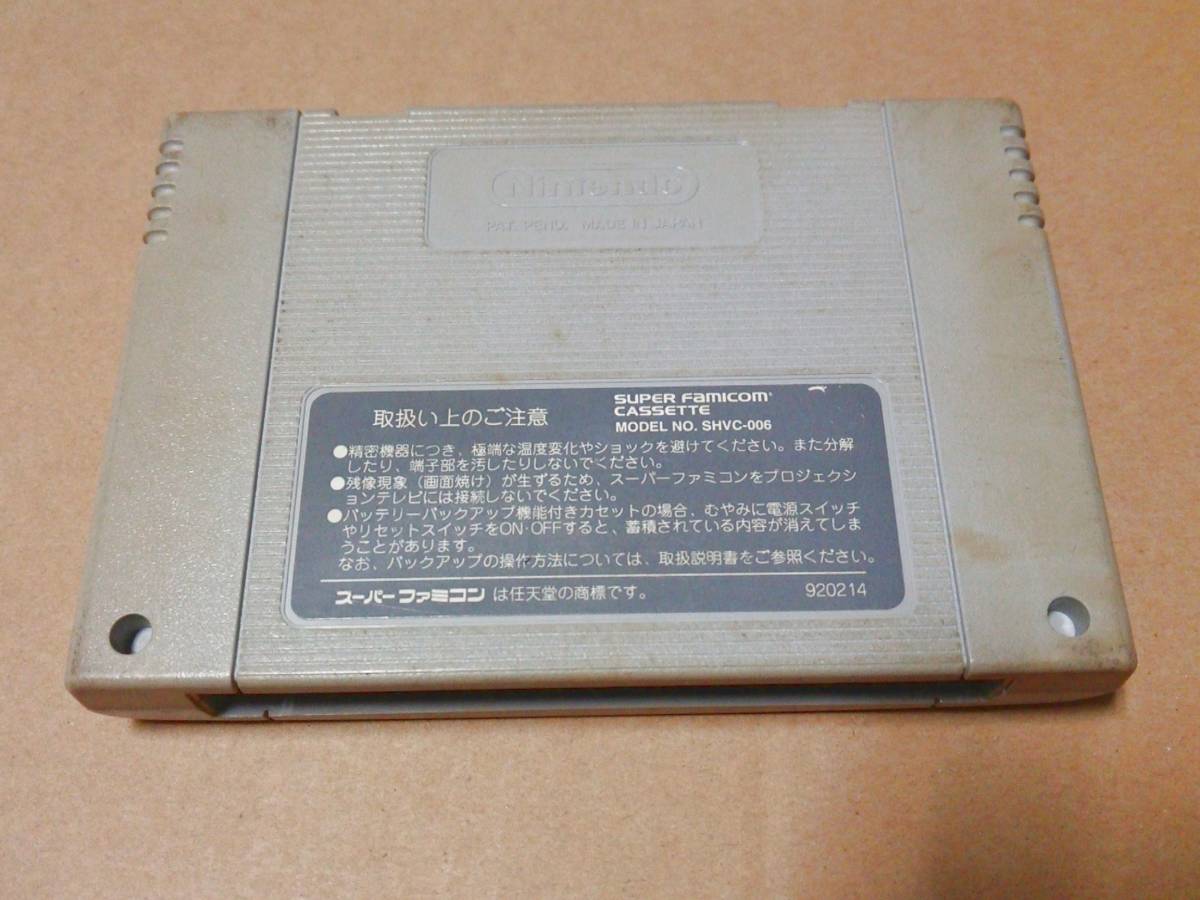 Nintendo
PAT. PEND. MADE IN JAPAN
取扱い上のご注意
SUPER FAMICOM
CASSETTE
MODEL NO. SHVC-006
●精密機器につき、極端な温度変化やショックを避けてください。また分解
したり、端子部を汚したりしないでください。
●残像現象（画面焼け）が生ずるため、スーパーファミコンをプロジェクシ
ョンテレビには接続しないでください。
●バッテリーバックアップ機能付きカセットの場合、むやみに電源スイッチ
やリセットスイッチをON・OFFすると、蓄積されている内容が消えてしま
うことがあります。
なお、バックアップの操作方法については、取扱説明書をご参照ください。
スーパーファミコンは任天堂の商標です。
920214